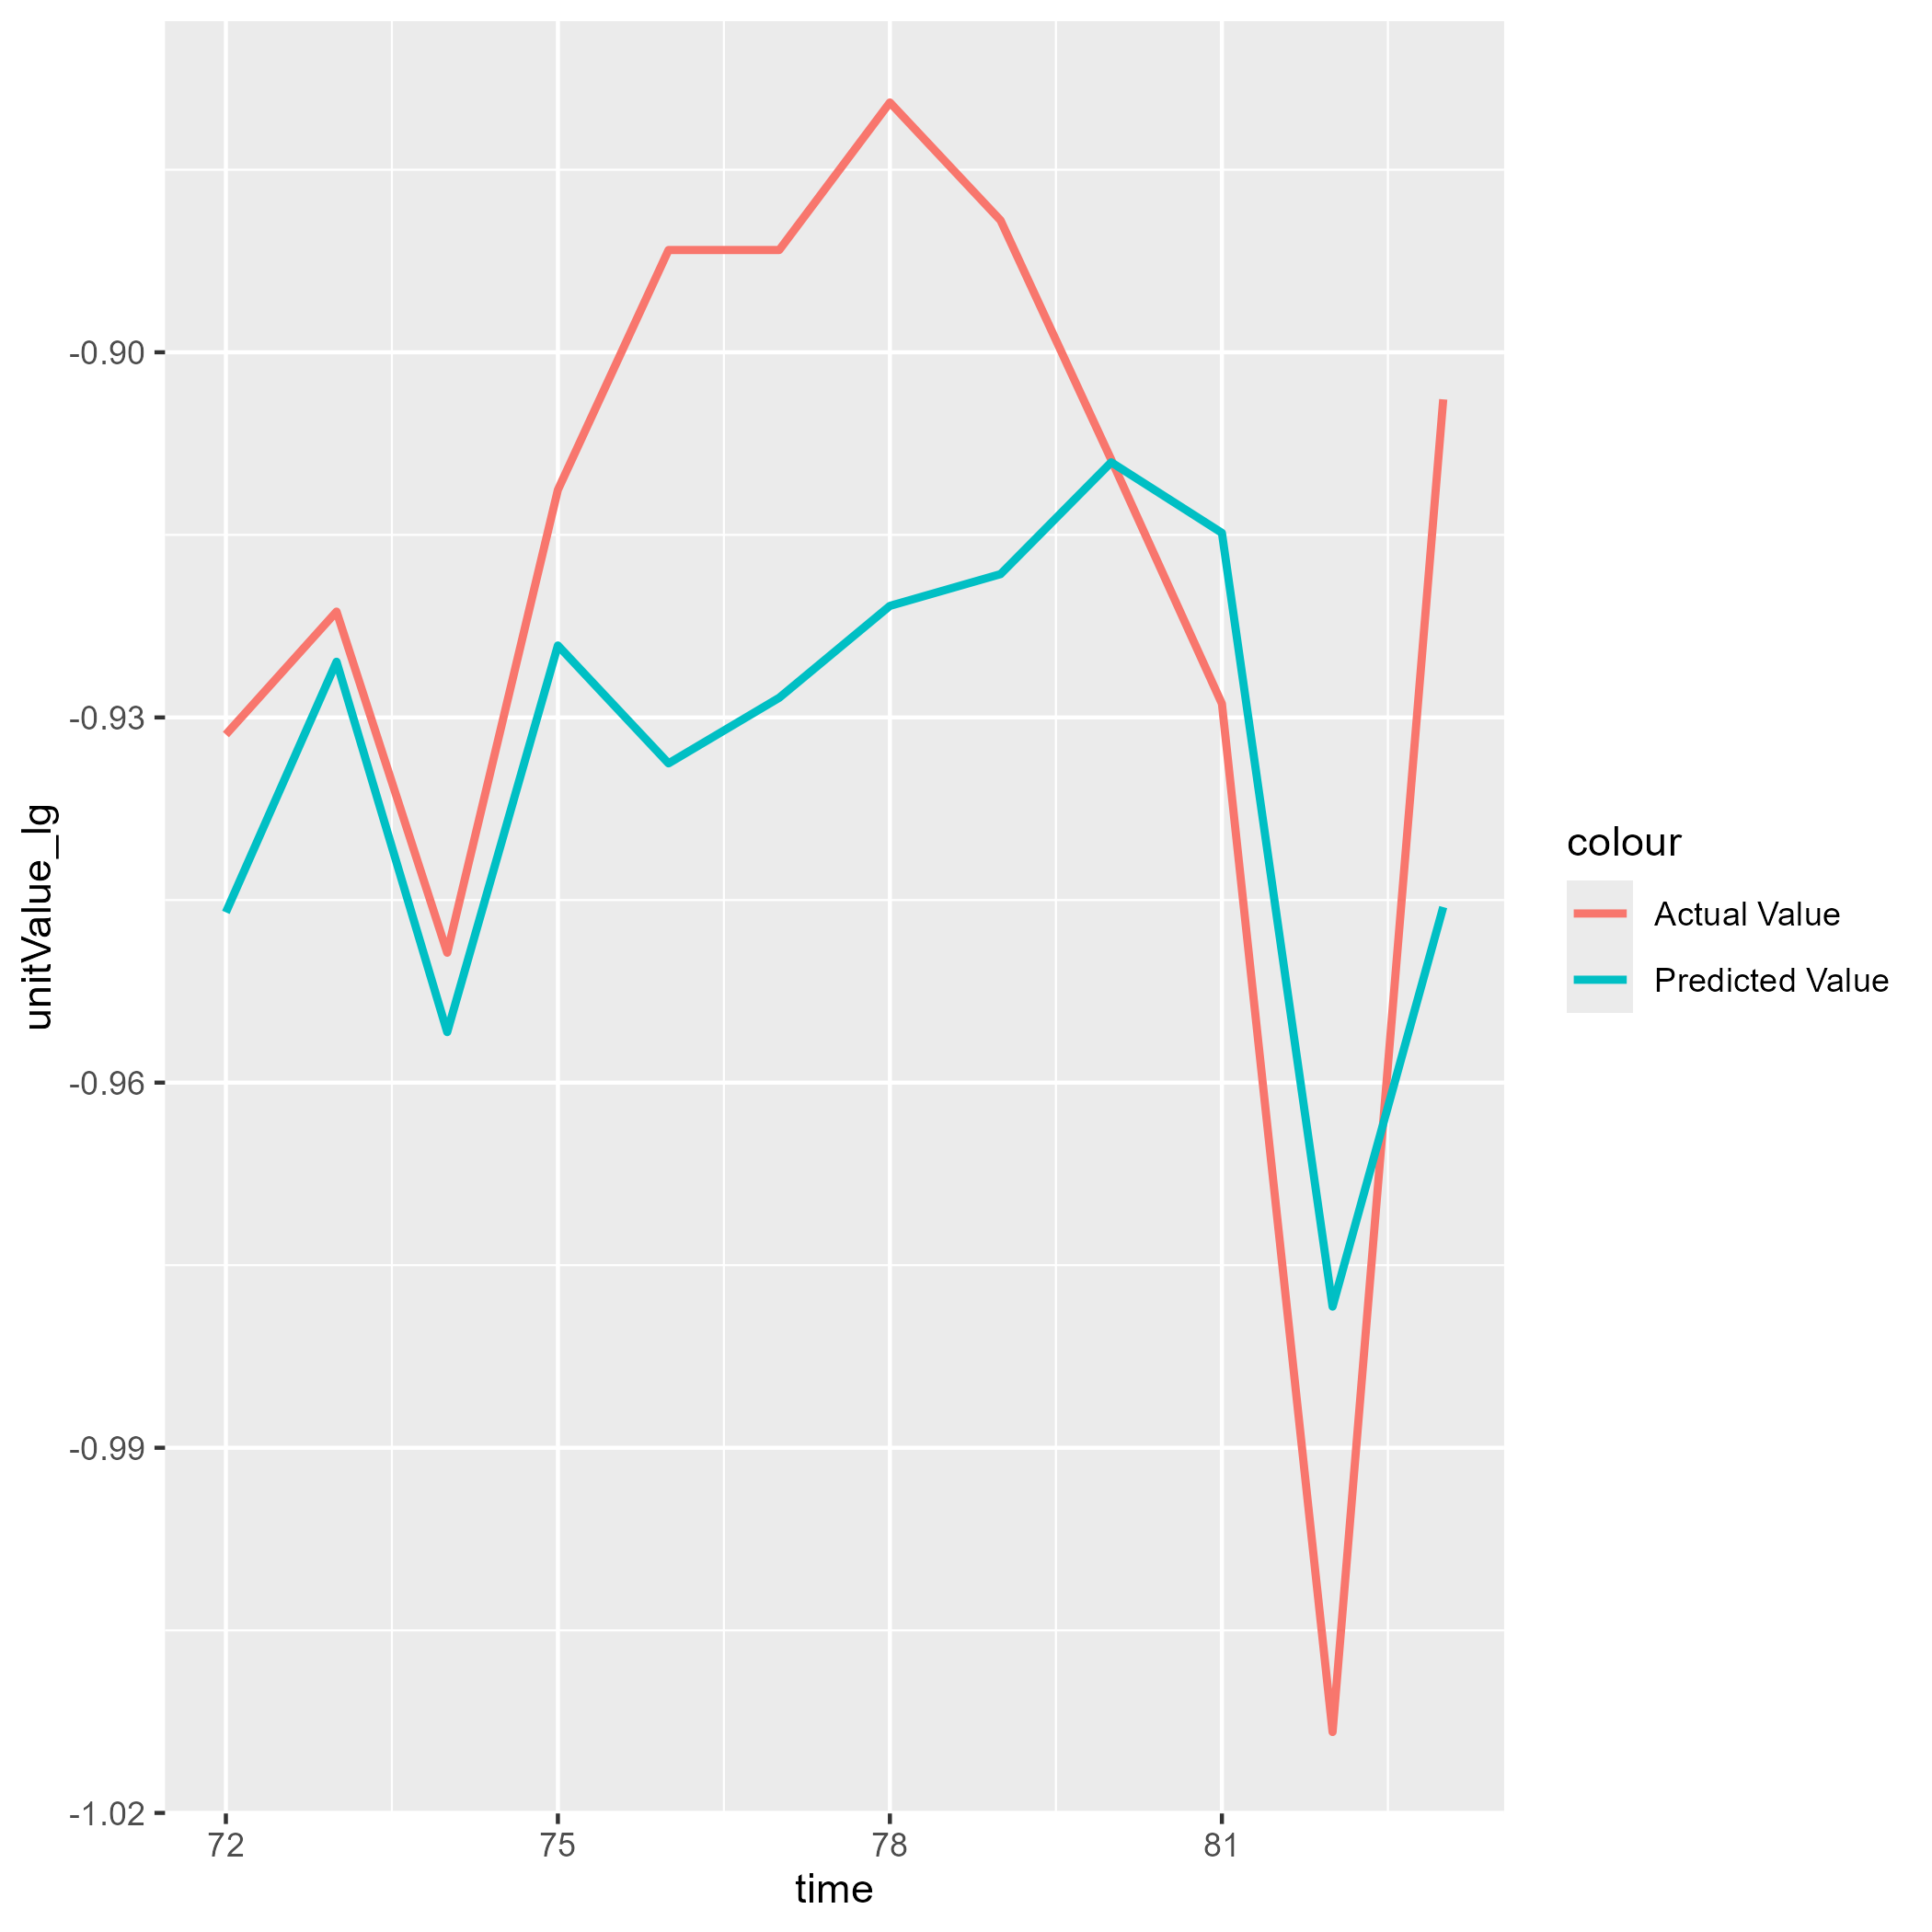 unitValue_lg
-0.90
-0.93
-0.96
-0.99
-1.02
72
75
78
81
time
colour
Actual Value
Predicted Value